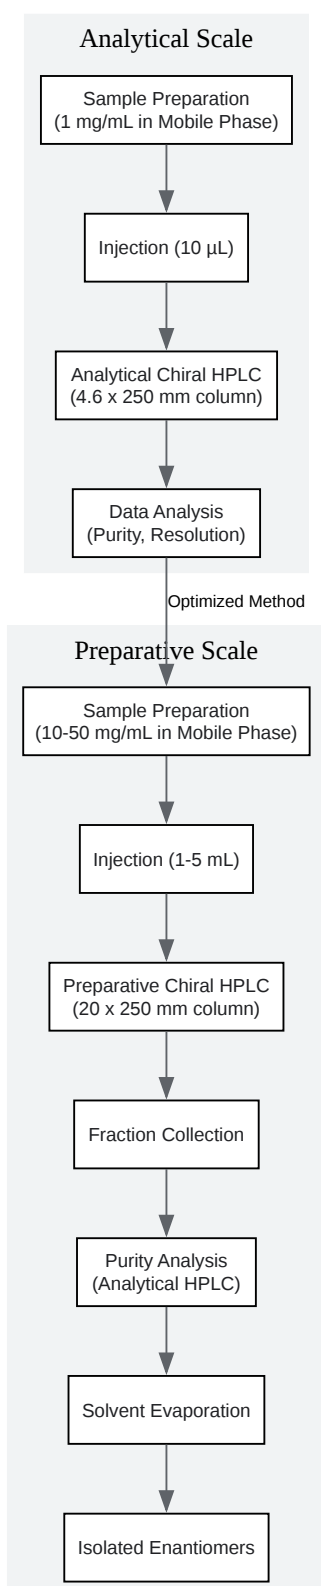 Analytical Scale
Sample Preparation
(1 mg/mL in Mobile Phase)
Injection (10 µL)
Analytical Chiral HPLC
(4.6 x 250 mm column)
Data Analysis
(Purity, Resolution)
Optimized Method
Preparative Scale
Sample Preparation
(10-50 mg/mL in Mobile Phase)
Injection (1-5 mL)
Preparative Chiral HPLC
(20 x 250 mm column)
Fraction Collection
Purity Analysis
(Analytical HPLC)
Solvent Evaporation
Isolated Enantiomers